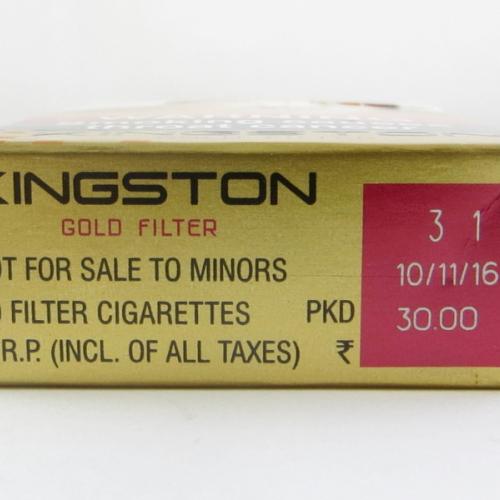 KINGSTON
GOLD FILTER
3 1
OT FOR SALE TO MINORS
10/11/16
FILTER CIGARETTES PKD
30.00
.R.P. (INCL. OF ALL TAXES) ₹